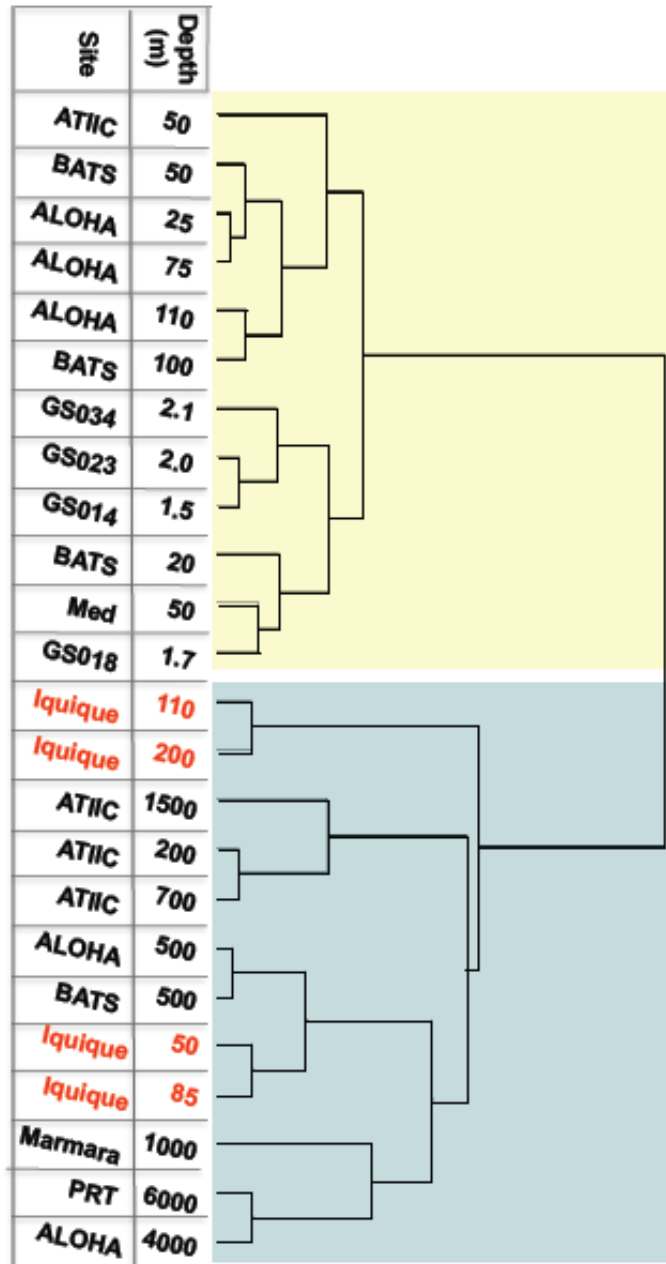 Site Depth (m)
ATIIC 50
BATS 50
ALOHA 25
ALOHA 75
ALOHA 110
BATS 100
GS034 2.1
GS023 2.0
GS014 1.5
BATS 20
Med 50
GS018 1.7
Iquique 110
Iquique 200
ATIIC 1500
ATIIC 200
ATIIC 700
ALOHA 500
BATS 500
Iquique 50
Iquique 85
Marmara 1000
PRT 6000
ALOHA 4000